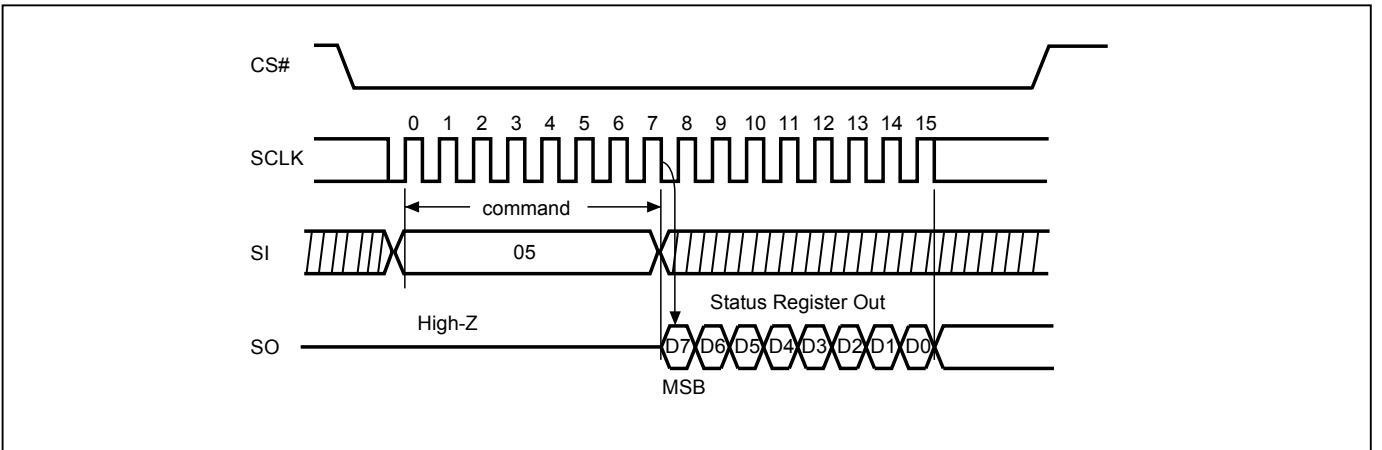 CS#
0 1 2 3 4 5 6 7 8 9 10 11 12 13 14 15
SCLK
command
SI 05
Status Register Out
High-Z
SO D7 D6 D5 D4 D3 D2 D1 D0
MSB